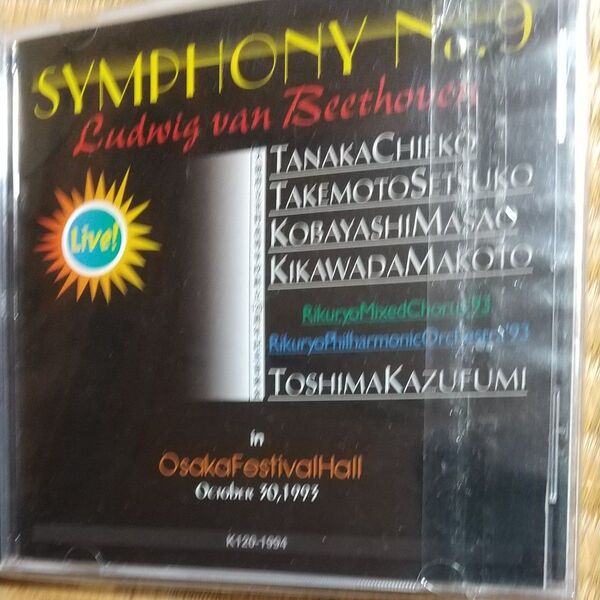 SYMPHONY No.9
Ludwig van Beethoven
Live!
TANAKACHIEKO
TAKEMOTOSETSUKO
KOBAYASHIMASAO
KIKAWADAMAKOTO
RikuryoMixedChorus'93
RikuryoPhilharmonicOrchestra'93
TOSHIMAKAZUFUMI
in
OsakaFestivalHall
October 30,1993
K120-1994